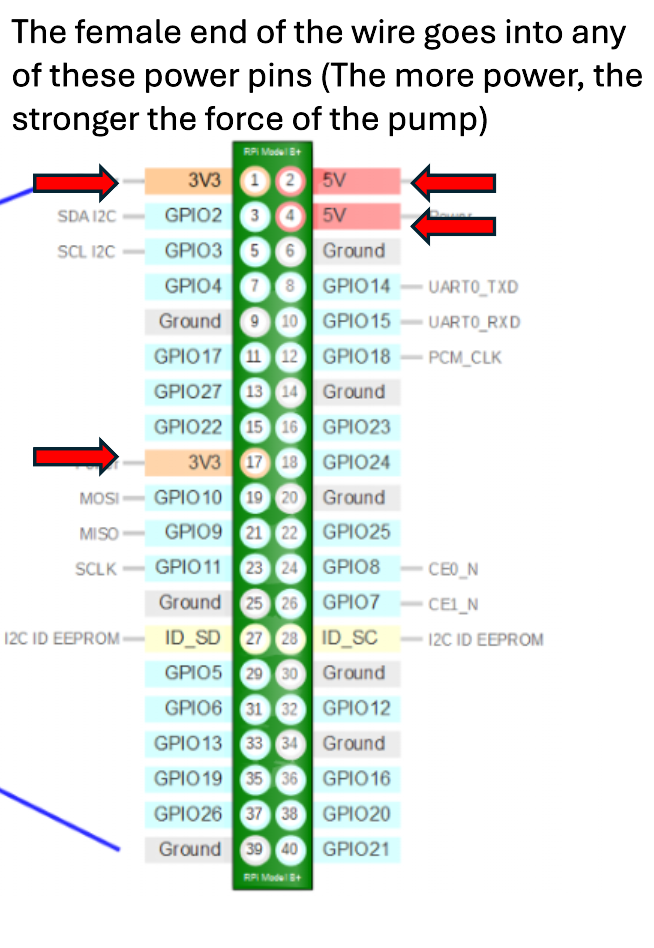 The female end of the wire goes into any
of these power pins (The more power, the
stronger the force of the pump)
RPi Model B+
3V3 1 2 5V
SDA I2C GPIO2 3 4 5V
SCL I2C GPIO3 5 6 Ground
GPIO4 7 8 GPIO14 UART0_TXD
Ground 9 10 GPIO15 UART0_RXD
GPIO17 11 12 GPIO18 PCM_CLK
GPIO27 13 14 Ground
GPIO22 15 16 GPIO23
3V3 17 18 GPIO24
MOSI GPIO10 19 20 Ground
MISO GPIO9 21 22 GPIO25
SCLK GPIO11 23 24 GPIO8 CE0_N
Ground 25 26 GPIO7 CE1_N
I2C ID EEPROM ID_SD 27 28 ID_SC I2C ID EEPROM
GPIO5 29 30 Ground
GPIO6 31 32 GPIO12
GPIO13 33 34 Ground
GPIO19 35 36 GPIO16
GPIO26 37 38 GPIO20
Ground 39 40 GPIO21
RPi Model B+